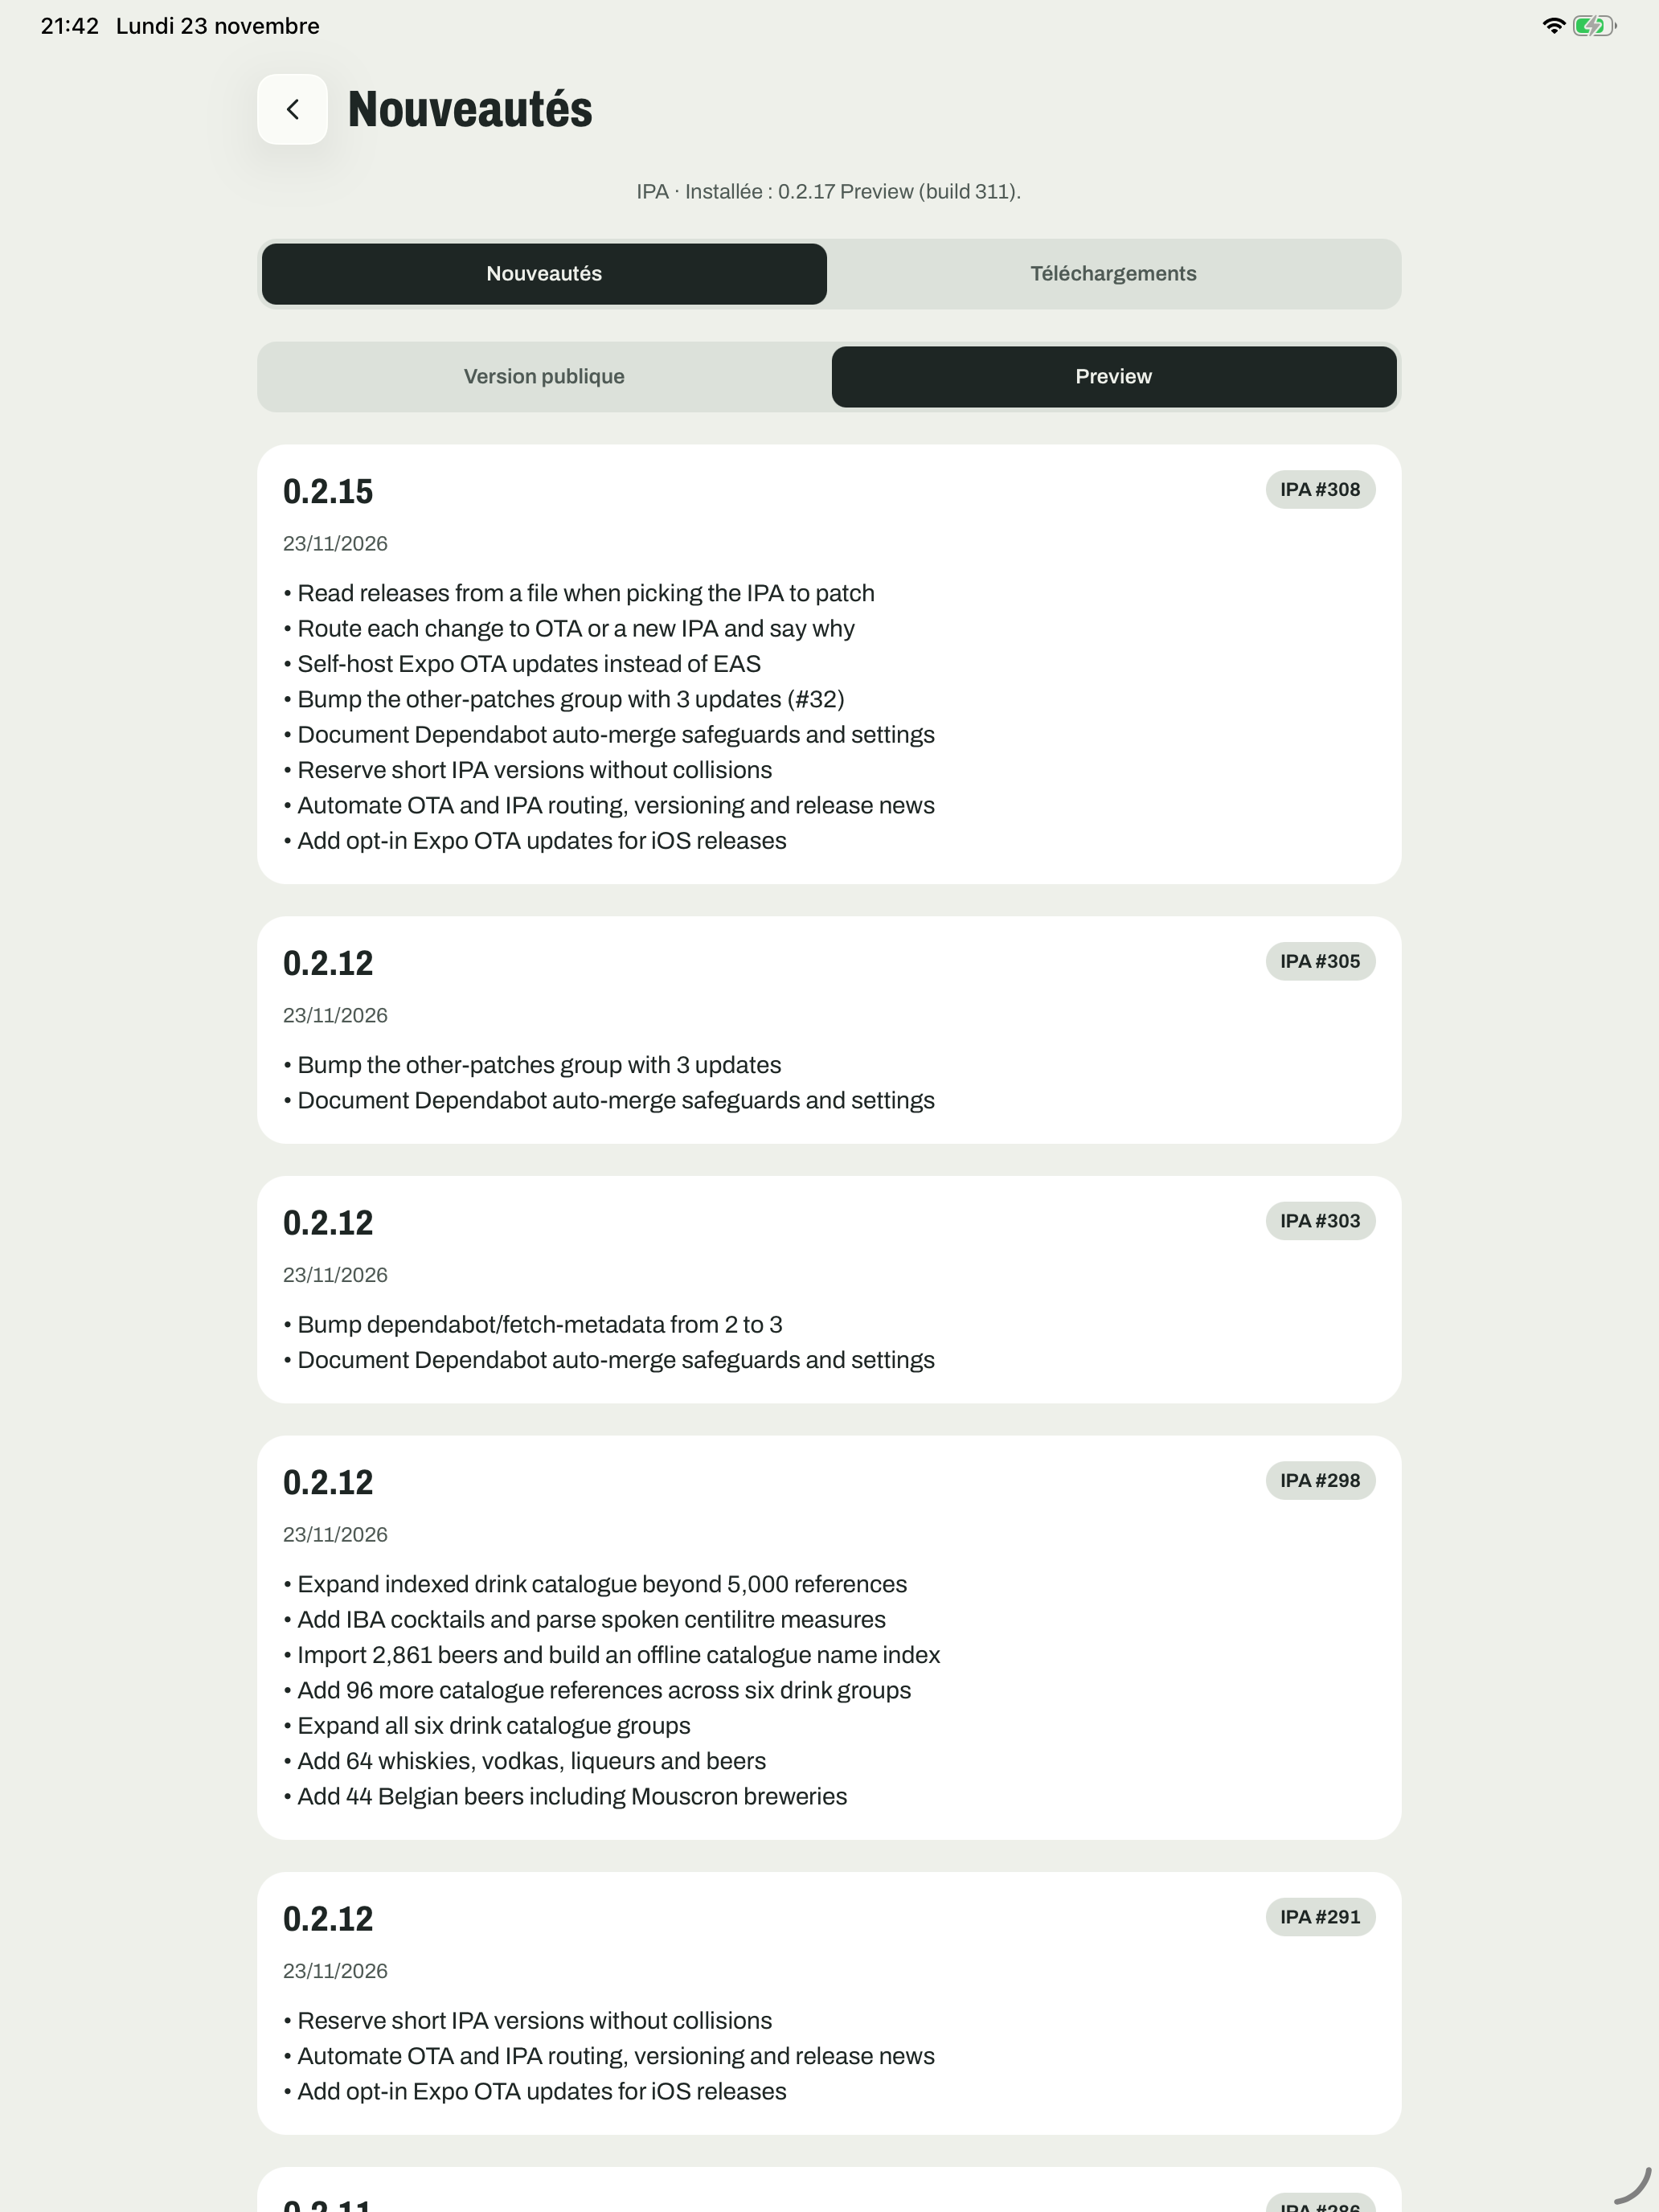 21:42 Lundi 23 novembre
Nouveautés
IPA · Installée : 0.2.17 Preview (build 311).
Nouveautés
Téléchargements
Version publique
Preview
0.2.15
IPA #308
23/11/2026
• Read releases from a file when picking the IPA to patch
• Route each change to OTA or a new IPA and say why
• Self-host Expo OTA updates instead of EAS
• Bump the other-patches group with 3 updates (#32)
• Document Dependabot auto-merge safeguards and settings
• Reserve short IPA versions without collisions
• Automate OTA and IPA routing, versioning and release news
• Add opt-in Expo OTA updates for iOS releases
0.2.12
IPA #305
23/11/2026
• Bump the other-patches group with 3 updates
• Document Dependabot auto-merge safeguards and settings
0.2.12
IPA #303
23/11/2026
• Bump dependabot/fetch-metadata from 2 to 3
• Document Dependabot auto-merge safeguards and settings
0.2.12
IPA #298
23/11/2026
• Expand indexed drink catalogue beyond 5,000 references
• Add IBA cocktails and parse spoken centilitre measures
• Import 2,861 beers and build an offline catalogue name index
• Add 96 more catalogue references across six drink groups
• Expand all six drink catalogue groups
• Add 64 whiskies, vodkas, liqueurs and beers
• Add 44 Belgian beers including Mouscron breweries
0.2.12
IPA #291
23/11/2026
• Reserve short IPA versions without collisions
• Automate OTA and IPA routing, versioning and release news
• Add opt-in Expo OTA updates for iOS releases
0.2.11
IPA #286